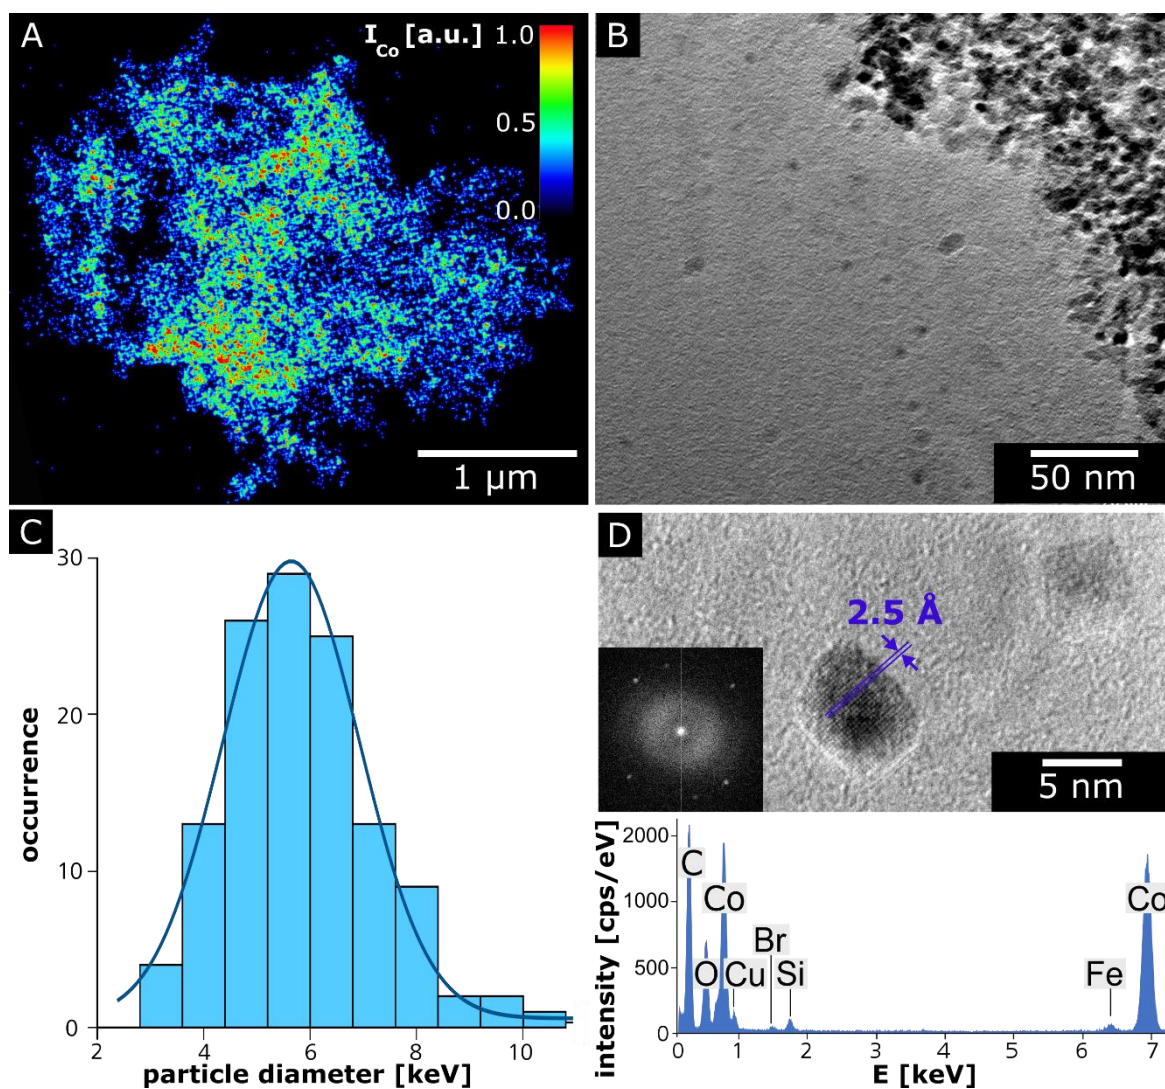 A
I_Co [a.u.]
1.0
0.5
0.0
1 µm
B
50 nm
C
30
20
10
0
occurrence
2 4 6 8 10
particle diameter [keV]
D
2.5 Å
5 nm
intensity [cps/eV]
2000
1000
500
0
C
O
Co
Cu
Br
Si
Fe
Co
0 1 2 3 4 5 6 7
E [keV]